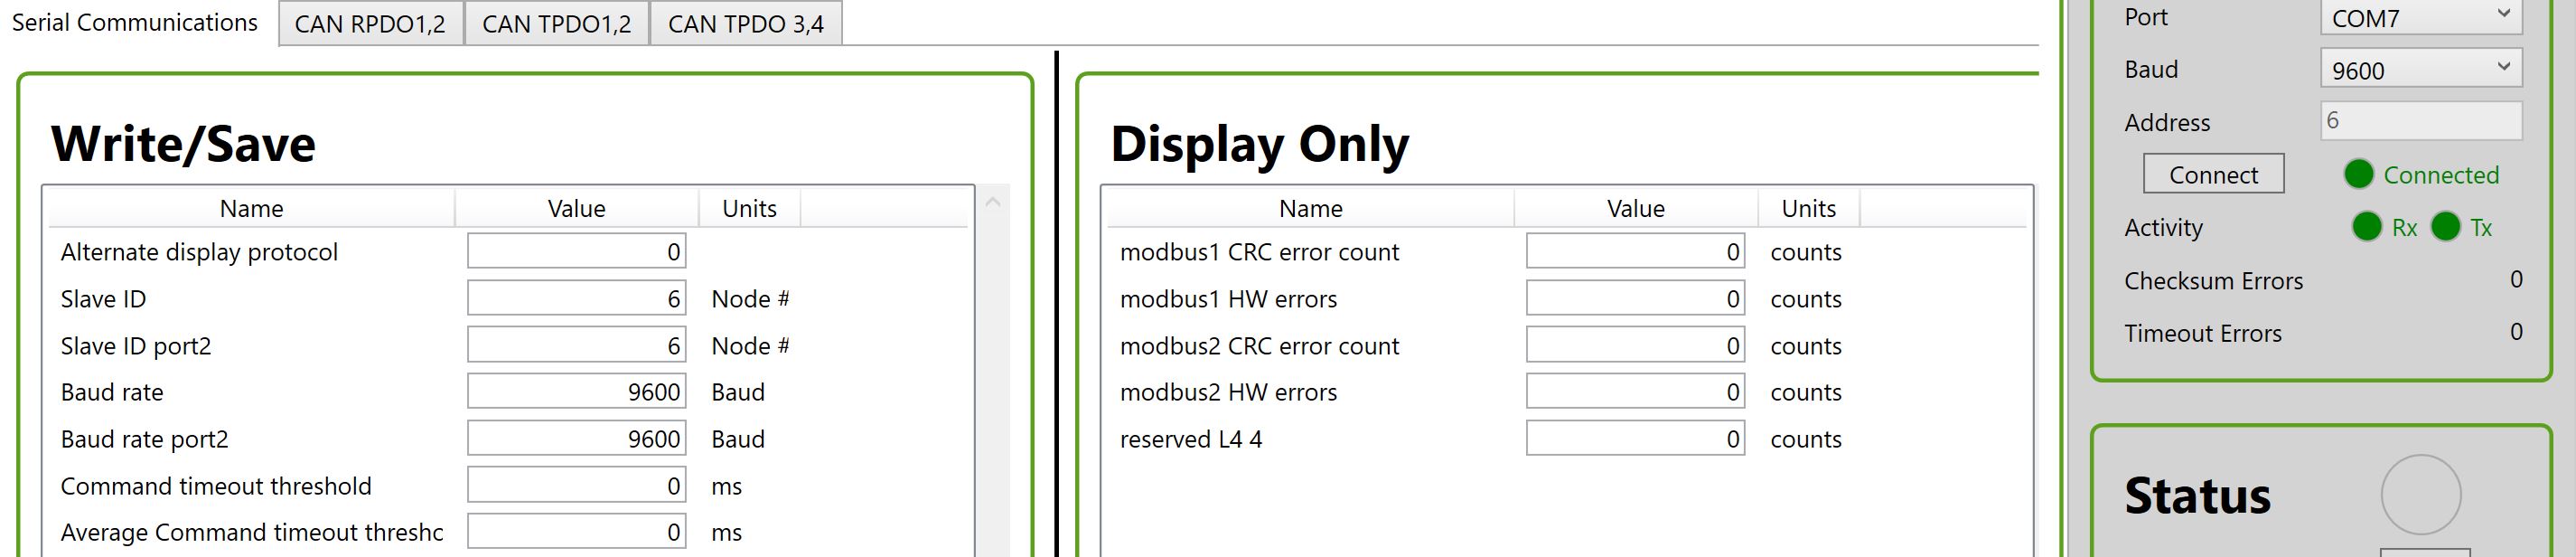 Serial Communications CAN RPDO1,2 CAN TPDO1,2 CAN TPDO 3,4
Write/Save
Name Value Units
Alternate display protocol 0
Slave ID 6 Node #
Slave ID port2 6 Node #
Baud rate 9600 Baud
Baud rate port2 9600 Baud
Command timeout threshold 0 ms
Average Command timeout threshc 0 ms
Display Only
Name Value Units
modbus1 CRC error count 0 counts
modbus1 HW errors 0 counts
modbus2 CRC error count 0 counts
modbus2 HW errors 0 counts
reserved L4 4 0 counts
Port COM7
Baud 9600
Address 6
Connect Connected
Activity Rx Tx
Checksum Errors 0
Timeout Errors 0
Status